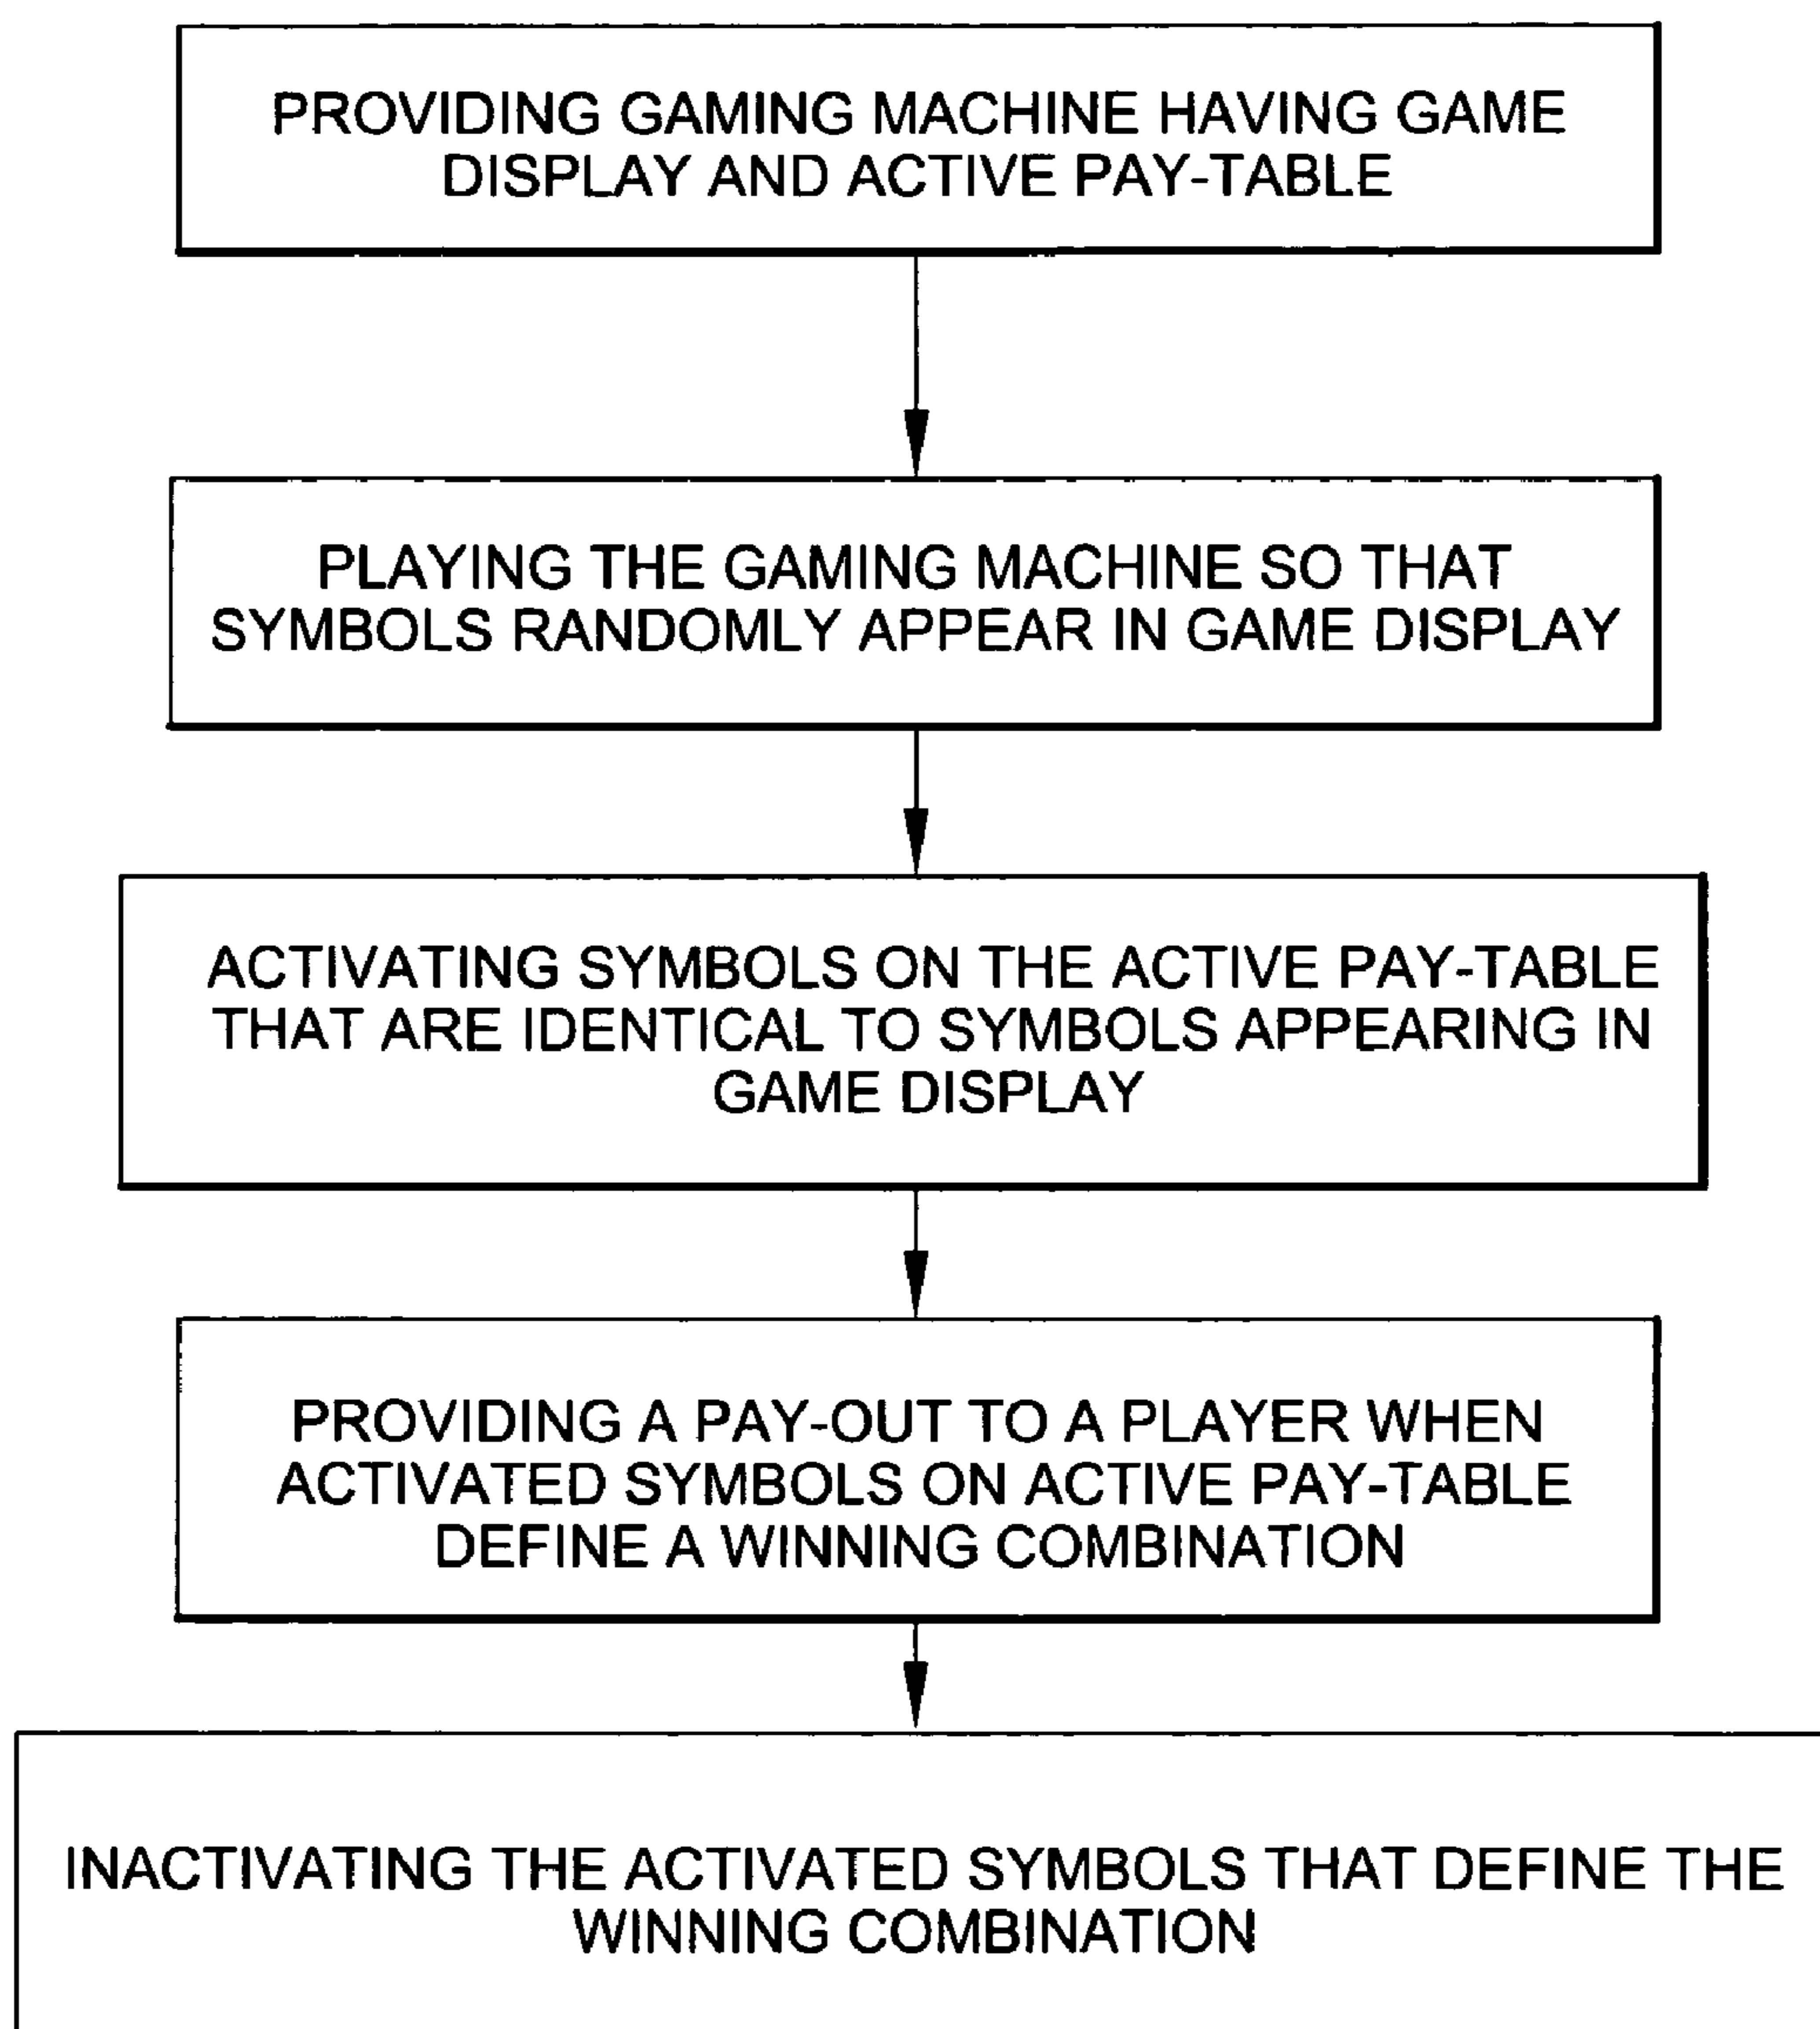 PROVIDING GAMING MACHINE HAVING GAME
DISPLAY AND ACTIVE PAY-TABLE
PLAYING THE GAMING MACHINE SO THAT
SYMBOLS RANDOMLY APPEAR IN GAME DISPLAY
ACTIVATING SYMBOLS ON THE ACTIVE PAY-TABLE
THAT ARE IDENTICAL TO SYMBOLS APPEARING IN
GAME DISPLAY
PROVIDING A PAY-OUT TO A PLAYER WHEN
ACTIVATED SYMBOLS ON ACTIVE PAY-TABLE
DEFINE A WINNING COMBINATION
INACTIVATING THE ACTIVATED SYMBOLS THAT DEFINE THE
WINNING COMBINATION